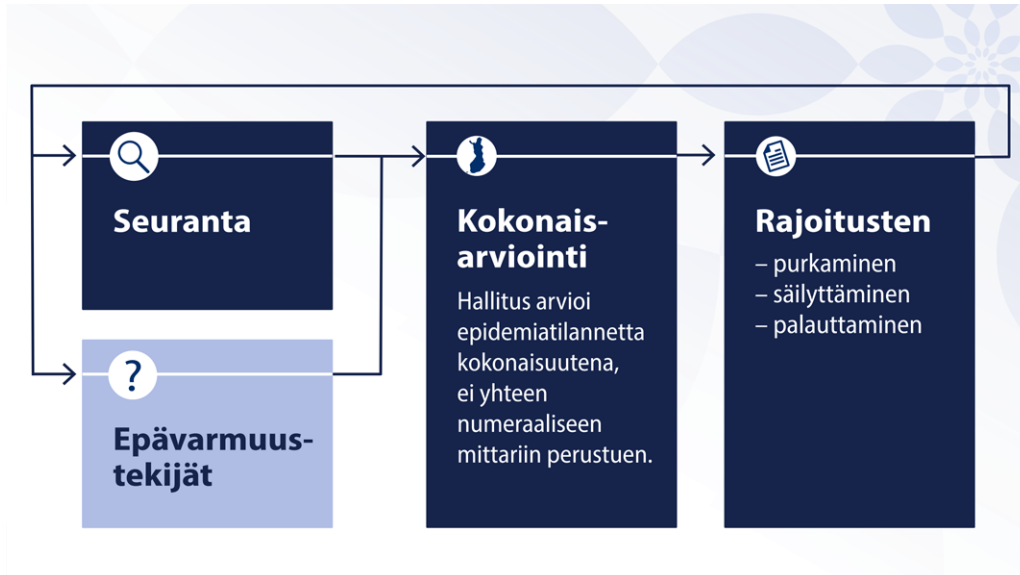 Seuranta
?
Epävarmuus-
tekijät
Kokonais-
arviointi
Hallitus arvioi
epidemiatilannetta
kokonaisuutena,
ei yhteen
numeraaliseen
mittariin perustuen.
Rajoitusten
– purkaminen
– säilyttäminen
– palauttaminen